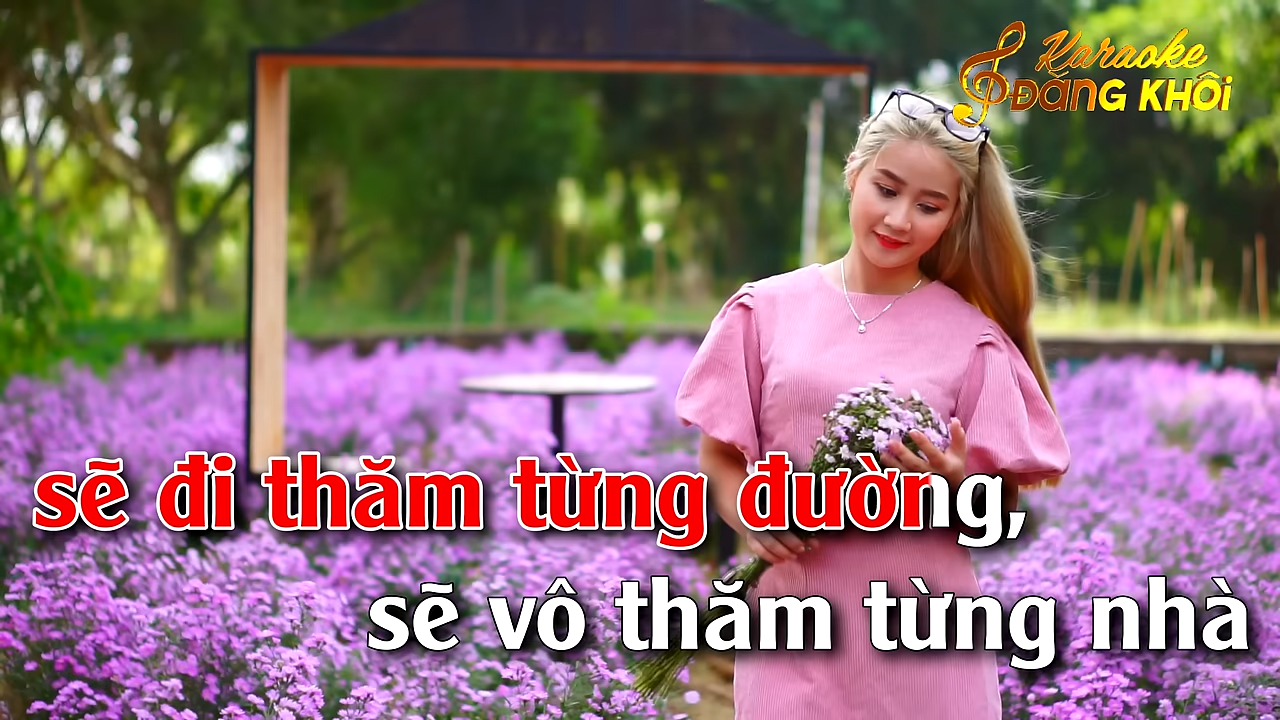 Karaoke
ĐĂNG KHÔI
sẽ đi thăm từng đường,
sẽ vô thăm từng nhà